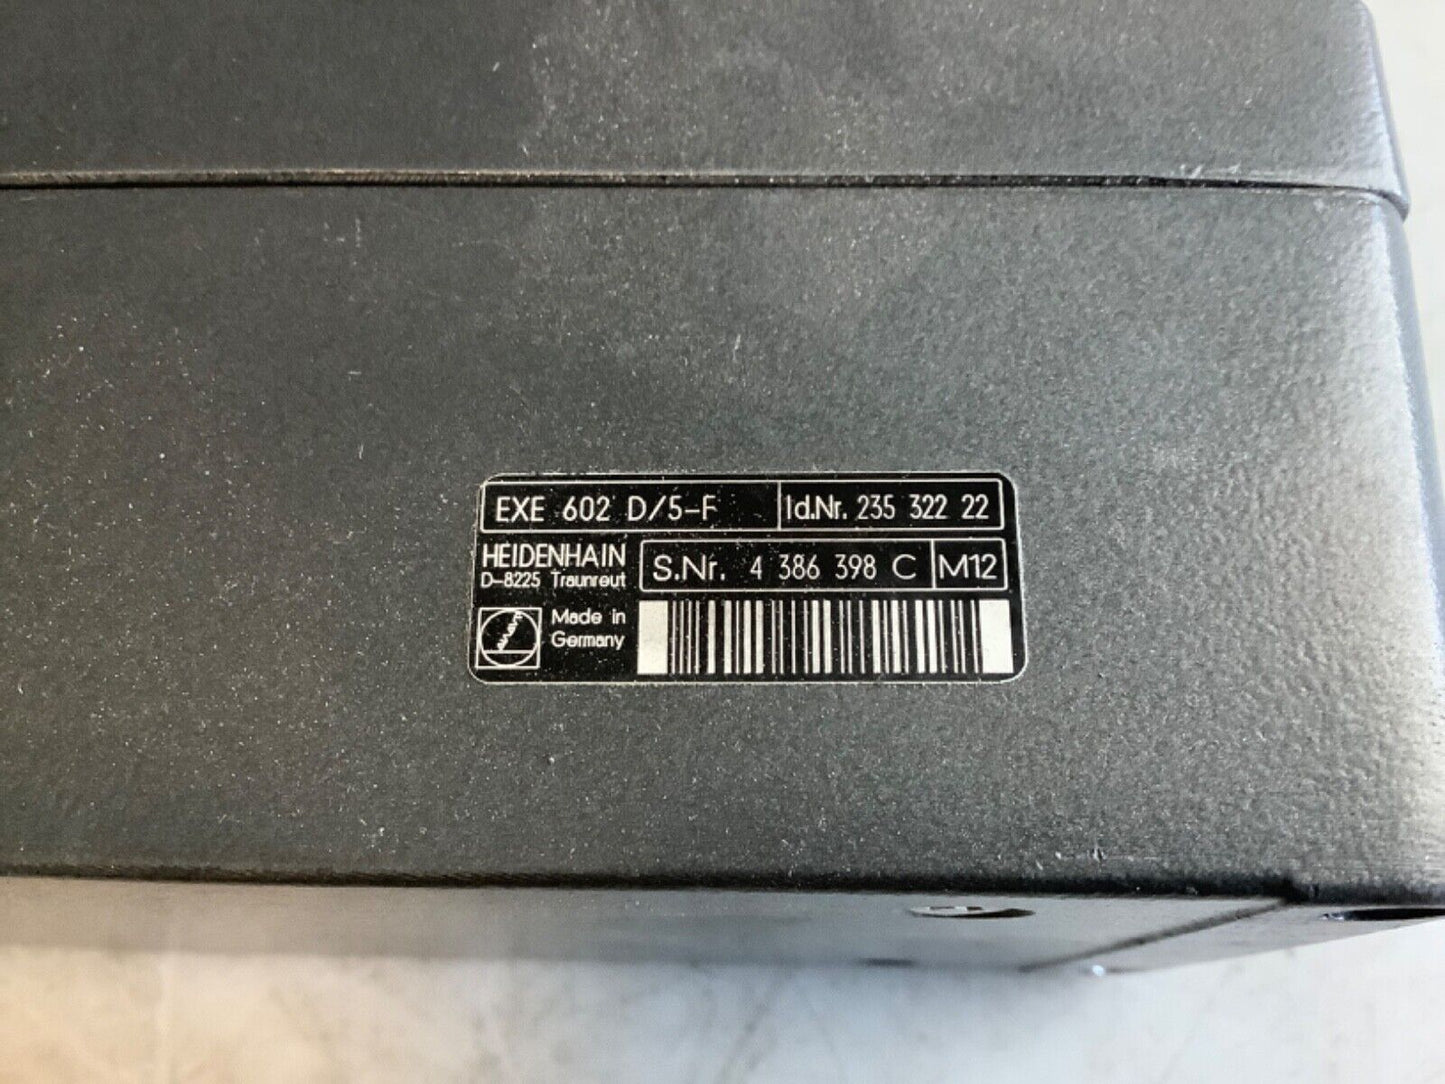 EXE 602 D/5-F Id.Nr. 235 322 22
HEIDENHAIN
D-8225 Traunreut
S.Nr. 4 386 398 C M12
Made in
Germany